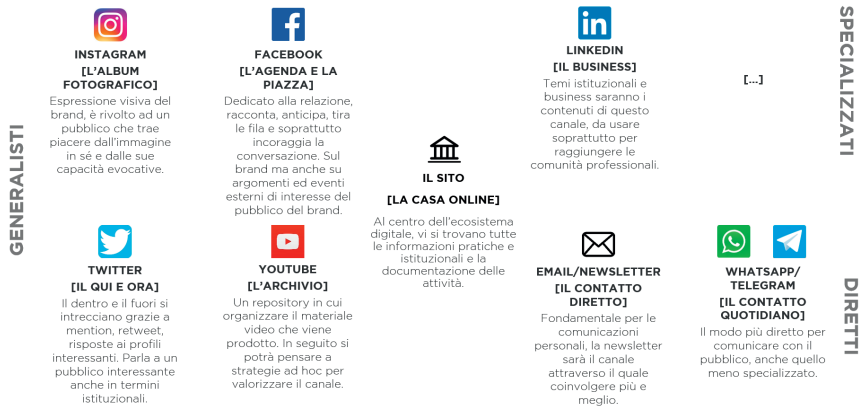 GENERALISTI
INSTAGRAM
[L'ALBUM
FOTOGRAFICO]
Espressione visiva del
brand, è rivolto ad un
pubblico che trae
piacere dall'immagine
in sé e dalle sue
capacità evocative.
FACEBOOK
[L'AGENDA E LA
PIAZZA]
Dedicato alla relazione,
racconta, anticipa, tira
le fila e soprattutto
incoraggia la
conversazione. Sul
brand ma anche su
argomenti ed eventi
esterni di interesse del
pubblico del brand.
TWITTER
[IL QUI E ORA]
Il dentro e il fuori si
intrecciano grazie a
mention, retweet,
risposte ai profili
interessanti. Parla a un
pubblico interessante
anche in termini
istituzionali.
YOUTUBE
[L'ARCHIVIO]
Un repository in cui
organizzare il materiale
video che viene
prodotto. In seguito si
potrà pensare a
strategie ad hoc per
valorizzare il canale.
IL SITO
[LA CASA ONLINE]
Al centro dell'ecosistema
digitale, vi si trovano tutte
le informazioni pratiche e
istituzionali e la
documentazione delle
attività.
SPECIALIZZATI
in
LINKEDIN
[IL BUSINESS]
Temi istituzionali e
business saranno i
contenuti di questo
canale, da usare
soprattutto per
raggiungere le
comunità professionali.
[...]
DIRETTI
EMAIL/NEWSLETTER
[IL CONTATTO
DIRETTO]
Fondamentale per le
comunicazioni
personali, la newsletter
sarà il canale
attraverso il quale
coinvolgere più e
meglio.
WHATSAPP/
TELEGRAM
[IL CONTATTO
QUOTIDIANO]
Il modo più diretto per
comunicare con il
pubblico, anche quello
meno specializzato.